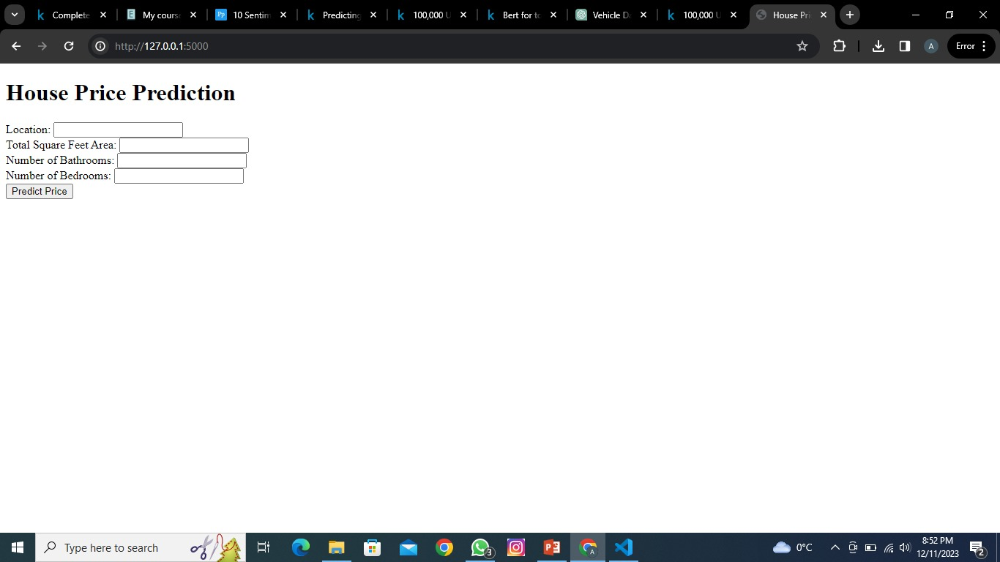 Complete
My course
10 Sentim
Predicting
100,000 U
Bert for to
Vehicle Da
100,000 U
House Pri
http://127.0.0.1:5000
A
Error
House Price Prediction
Location:
Total Square Feet Area:
Number of Bathrooms:
Number of Bedrooms:
Predict Price
Type here to search
3
A
0°C
8:52 PM
12/11/2023
2